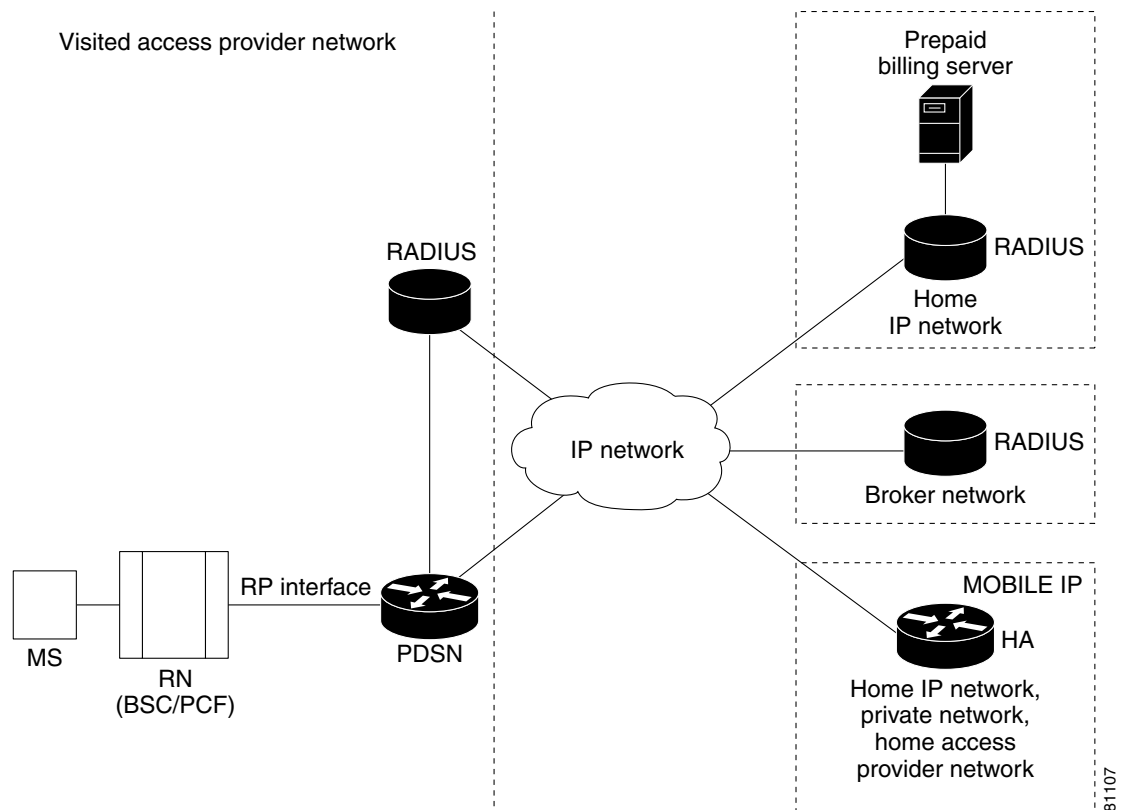 Visited access provider network
Prepaid
billing server
RADIUS
RADIUS
Home
IP network
IP network
RADIUS
Broker network
RP interface
MS
RN
(BSC/PCF)
PDSN
MOBILE IP
HA
Home IP network,
private network,
home access
provider network
81107